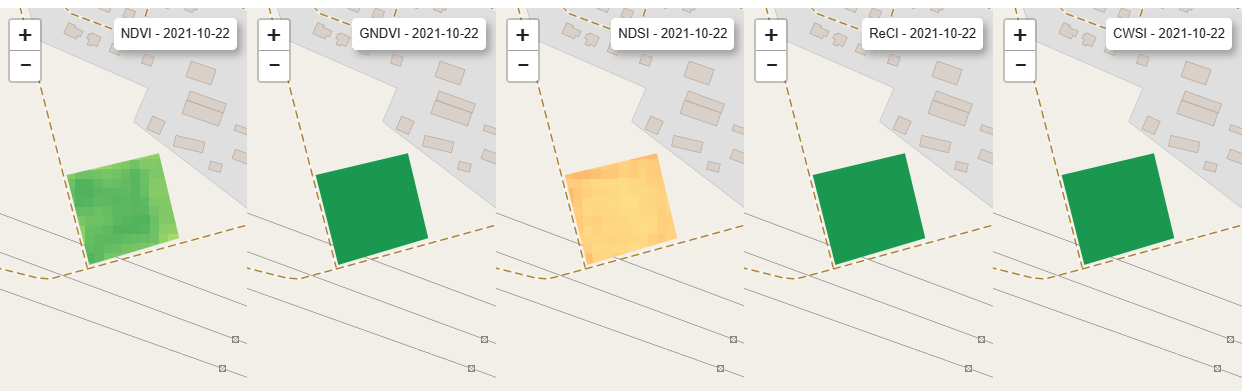 +
−
NDVI - 2021-10-22
+
−
GNDVI - 2021-10-22
+
−
NDSI - 2021-10-22
+
−
ReCI - 2021-10-22
+
−
CWSI - 2021-10-22